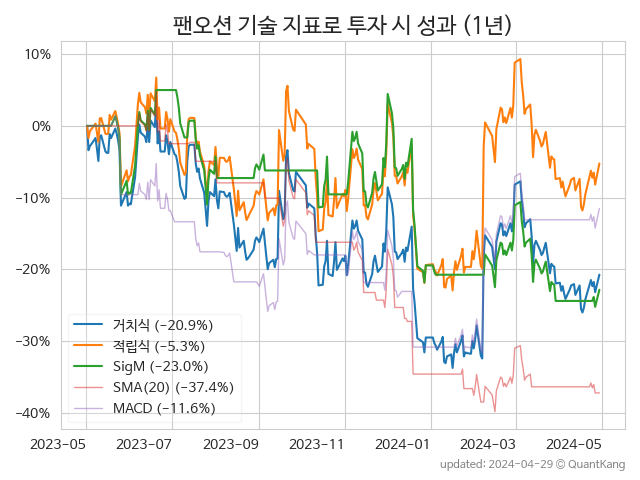 팬오션 기술 지표로 투자 시 성과 (1년)
10%
0%
−10%
−20%
−30%
−40%
거치식 (−20.9%)
적립식 (−5.3%)
SigM (−23.0%)
SMA(20) (−37.4%)
MACD (−11.6%)
2023-05 2023-07 2023-09 2023-11 2024-01 2024-03 2024-05
updated: 2024-04-29 © QuantKang